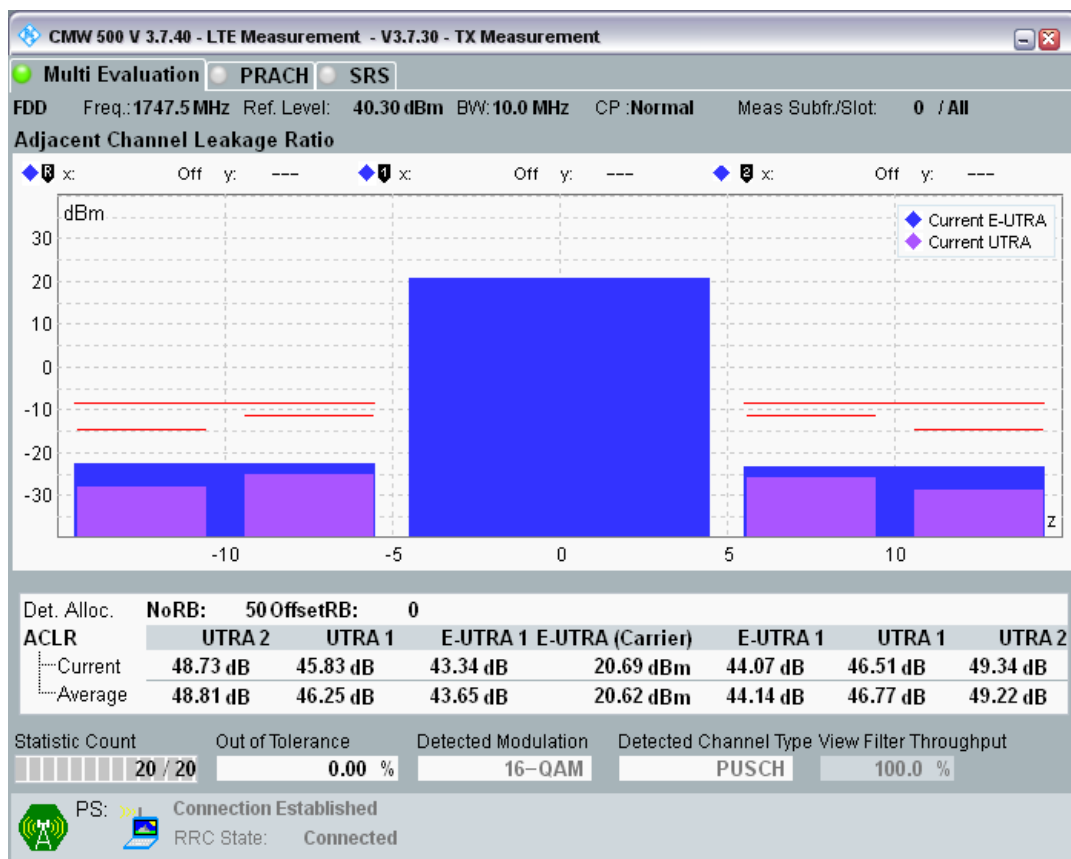 CMW 500 V 3.7.40 - LTE Measurement - V3.7.30 - TX Measurement
Multi Evaluation PRACH SRS
FDD Freq.: 1747.5 MHz Ref. Level: 40.30 dBm BW: 10.0 MHz CP :Normal Meas Subfr./Slot: 0 / All
Adjacent Channel Leakage Ratio
R x: Off y: --- 1 x: Off y: --- 2 x: Off y: ---
dBm
Current E-UTRA
Current UTRA
30
20
10
0
-10
-20
-30
z
-10 -5 0 5 10
Det. Alloc. NoRB: 50 OffsetRB: 0
ACLR UTRA 2 UTRA 1 E-UTRA 1 E-UTRA (Carrier) E-UTRA 1 UTRA 1 UTRA 2
Current 48.73 dB 45.83 dB 43.34 dB 20.69 dBm 44.07 dB 46.51 dB 49.34 dB
Average 48.81 dB 46.25 dB 43.65 dB 20.62 dBm 44.14 dB 46.77 dB 49.22 dB
Statistic Count Out of Tolerance Detected Modulation Detected Channel Type View Filter Throughput
20 / 20 0.00 % 16-QAM PUSCH 100.0 %
PS: Connection Established
RRC State: Connected